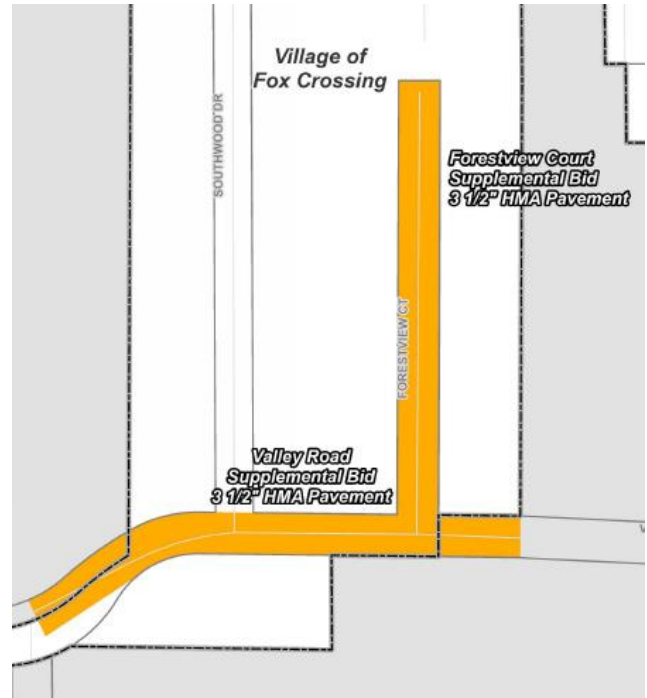 Village of
Fox Crossing
SOUTHWOOD DR
Forestview Court
Supplemental Bid
3 1/2" HMA Pavement
FORESTVIEW CT
Valley Road
Supplemental Bid
3 1/2" HMA Pavement
V